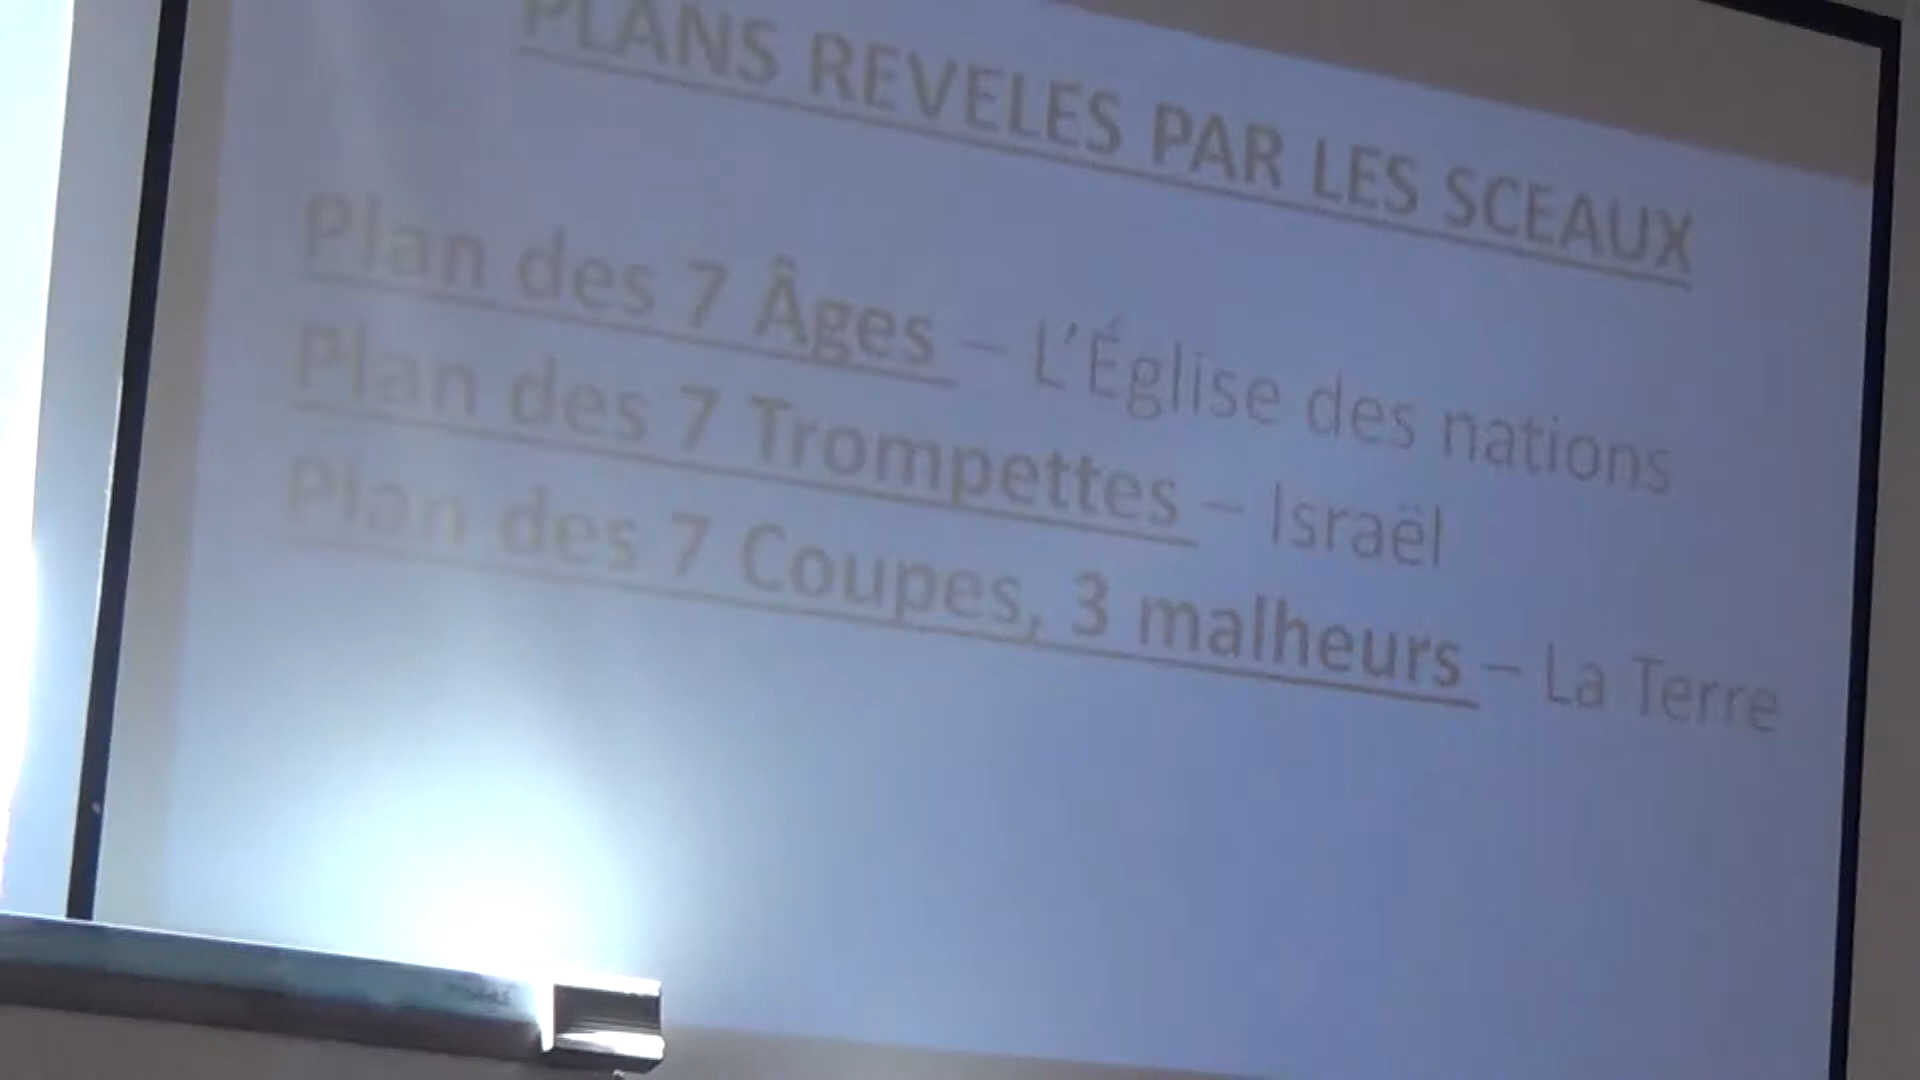 PLANS REVELES PAR LES SCEAUX
Plan des 7 Âges – L'Église des nations
Plan des 7 Trompettes – Israël
Plan des 7 Coupes, 3 malheurs – La Terre